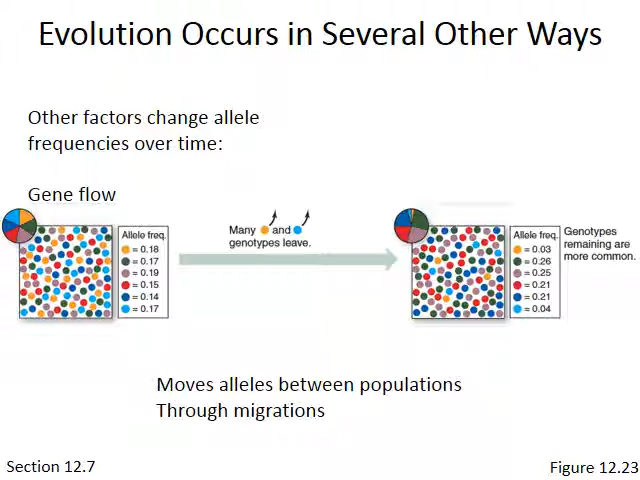 Evolution Occurs in Several Other Ways
Other factors change allele
frequencies over time:
Gene flow
Allele freq.
= 0.18
= 0.17
= 0.19
= 0.15
= 0.14
= 0.17
Many and
genotypes leave.
Allele freq.
= 0.03
= 0.26
= 0.25
= 0.21
= 0.21
= 0.04
Genotypes
remaining are
more common.
Moves alleles between populations
Through migrations
Section 12.7
Figure 12.23